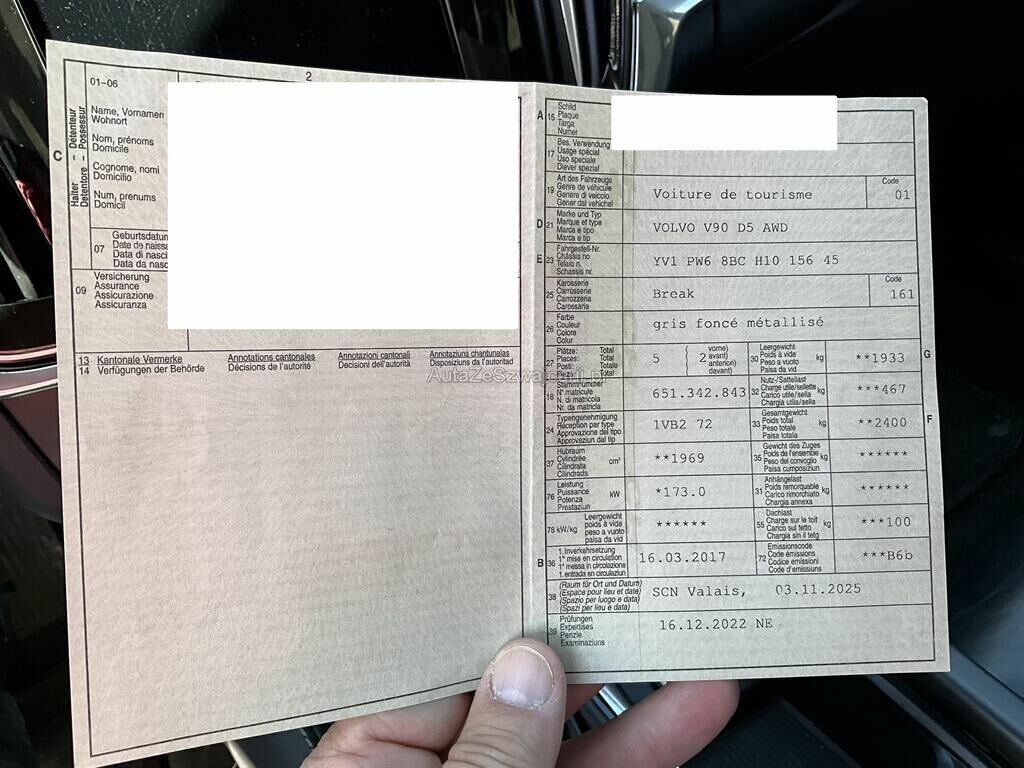 2
01–06
Halter – Détenteur
Detentore – Possessur
C
Name, Vornamen
Wohnort
Nom, prénoms
Domicile
Cognome, nomi
Domicilio
Num, prenums
Domicil
07
Geburtsdatum
Date de naiss
Data di nasci
Data da nasc
09
Versicherung
Assurance
Assicurazione
Assicuranza
13 Kantonale Vermerke Annotations cantonales Annotazioni cantonali Annotaziuns chantunalas
14 Verfügungen der Behörde Décisions de l'autorité Decisioni dell'autorità Disposiziuns da l'autoritad
A 15
Schild
Plaque
Targa
Numer
17
Bes. Verwendung
Usage spécial
Uso speciale
Diever spezial
19
Art des Fahrzeugs
Genre de véhicule
Genere di veicolo
Gener dal vehichel
Voiture de tourisme
Code
01
D 21
Marke und Typ
Marque et type
Marca e tipo
Marca e tip
VOLVO V90 D5 AWD
E 23
Fahrgestell-Nr.
Châssis no
Telaio n.
Schassis nr.
YV1 PW6 8BC H10 156 45
25
Karosserie
Carrosserie
Carrozzeria
Carossaria
Break
Code
161
26
Farbe
Couleur
Colore
Colur
gris foncé métallisé
27
Plätze: Total
Places: Total
Posti: Totale
Total
5 { 2
vorne)
avant)
anteriori)
davant)
30
Leergewicht
Poids à vide
Peso a vuoto
Paisa da vid
kg
**1933
G
18
Stammnummer
N° matricule
N. di matricola
Nr. da matricla
651.342.843
32
Nutz-/Sattellast
Charge utile/sellette
Carico utile/sella
Chargia utila/sella
kg
***467
24
Typengenehmigung
Réception par type
Approvazione del tipo
Approvaziun dal tip
1VB2 72
33
Gesamtgewicht
Poids total
Peso totale
Paisa totala
kg
**2400
F
37
Hubraum
Cylindrée
Cilindrata
Cilindrada
cm³
**1969
35
Gewicht des Zuges
Poids de l'ensemble
Peso del convoglio
Paisa cumposiziun
kg
******
76
Leistung
Puissance
Potenza
Prestaziun
kW
*173.0
31
Anhängelast
Poids remorquable
Carico rimorchiato
Chargia annexa
kg
******
78 kW/kg
Leergewicht
poids à vide
peso a vuoto
paisa da vid
******
55
Dachlast
Charge sur le toit
Carico sul tetto
Chargia sin il tetg
kg
***100
B 36
1. Inverkehrsetzung
1re mise en circulation
1a messa in circolazione
1. entrada en circulaziun
16.03.2017
72
Emissionscode
Code émissions
Codice emissioni
Code d'emissiuns
***B6b
38
(Raum für Ort und Datum)
(Espace pour lieu et date)
(Spazio per luogo e data)
(Spazi per lieu e data)
SCN Valais, 03.11.2025
39
Prüfungen
Expertises
Perizie
Examinaziuns
16.12.2022 NE